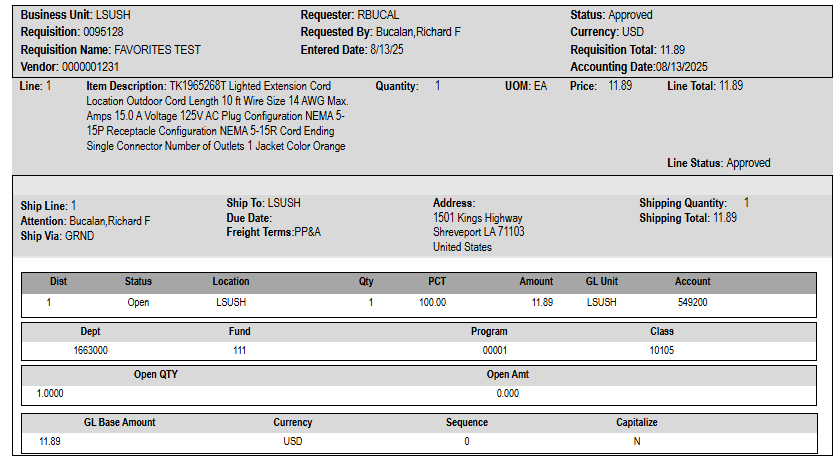 Business Unit: LSUSH Requester: RBUCAL Status: Approved
Requisition: 0095128 Requested By: Bucalan,Richard F Currency: USD
Requisition Name: FAVORITES TEST Entered Date: 8/13/25 Requisition Total: 11.89
Vendor: 0000001231 Accounting Date:08/13/2025
Line: 1 Item Description: TK1965268T Lighted Extension Cord Quantity: 1 UOM: EA Price: 11.89 Line Total: 11.89
Location Outdoor Cord Length 10 ft Wire Size 14 AWG Max.
Amps 15.0 A Voltage 125V AC Plug Configuration NEMA 5-
15P Receptacle Configuration NEMA 5-15R Cord Ending
Single Connector Number of Outlets 1 Jacket Color Orange
Line Status: Approved
Ship Line: 1 Ship To: LSUSH Address: Shipping Quantity: 1
Attention: Bucalan,Richard F Due Date: 1501 Kings Highway Shipping Total: 11.89
Ship Via: GRND Freight Terms:PP&A Shreveport LA 71103
United States
Dist Status Location Qty PCT Amount GL Unit Account
1 Open LSUSH 1 100.00 11.89 LSUSH 549200
Dept Fund Program Class
1663000 111 00001 10105
Open QTY Open Amt
1.0000 0.000
GL Base Amount Currency Sequence Capitalize
11.89 USD 0 N